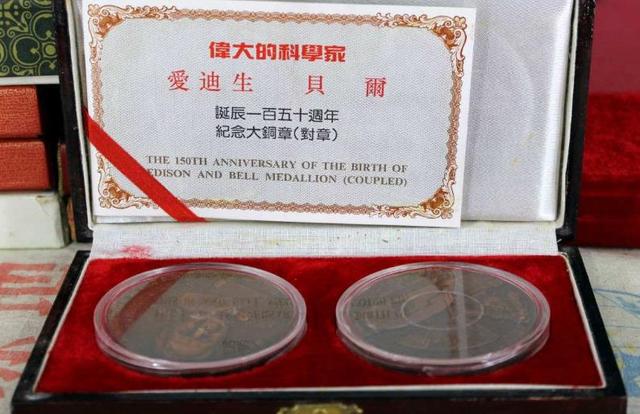 偉大的科學家
愛迪生 貝爾
誕辰一百五十週年
紀念大銅章(對章)
THE 150TH ANNIVERSARY OF THE BIRTH OF
EDISON AND BELL MEDALLION (COUPLED)